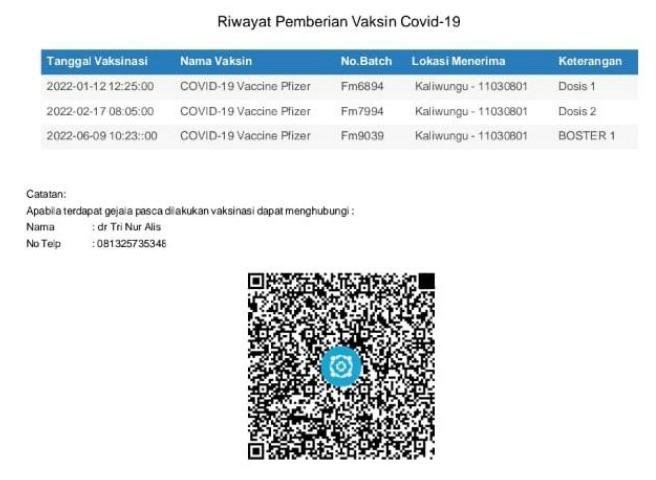 Riwayat Pemberian Vaksin Covid-19
Tanggal Vaksinasi Nama Vaksin No.Batch Lokasi Menerima Keterangan
2022-01-12 12:25:00 COVID-19 Vaccine Pfizer Fm6894 Kaliwungu - 11030801 Dosis 1
2022-02-17 08:05:00 COVID-19 Vaccine Pfizer Fm7994 Kaliwungu - 11030801 Dosis 2
2022-06-09 10:23::00 COVID-19 Vaccine Pfizer Fm9039 Kaliwungu - 11030801 BOSTER 1
Catatan:
Apabila terdapat gejala pasca dilakukan vaksinasi dapat menghubungi :
Nama : dr Tri Nur Alis
No Telp : 081325735346